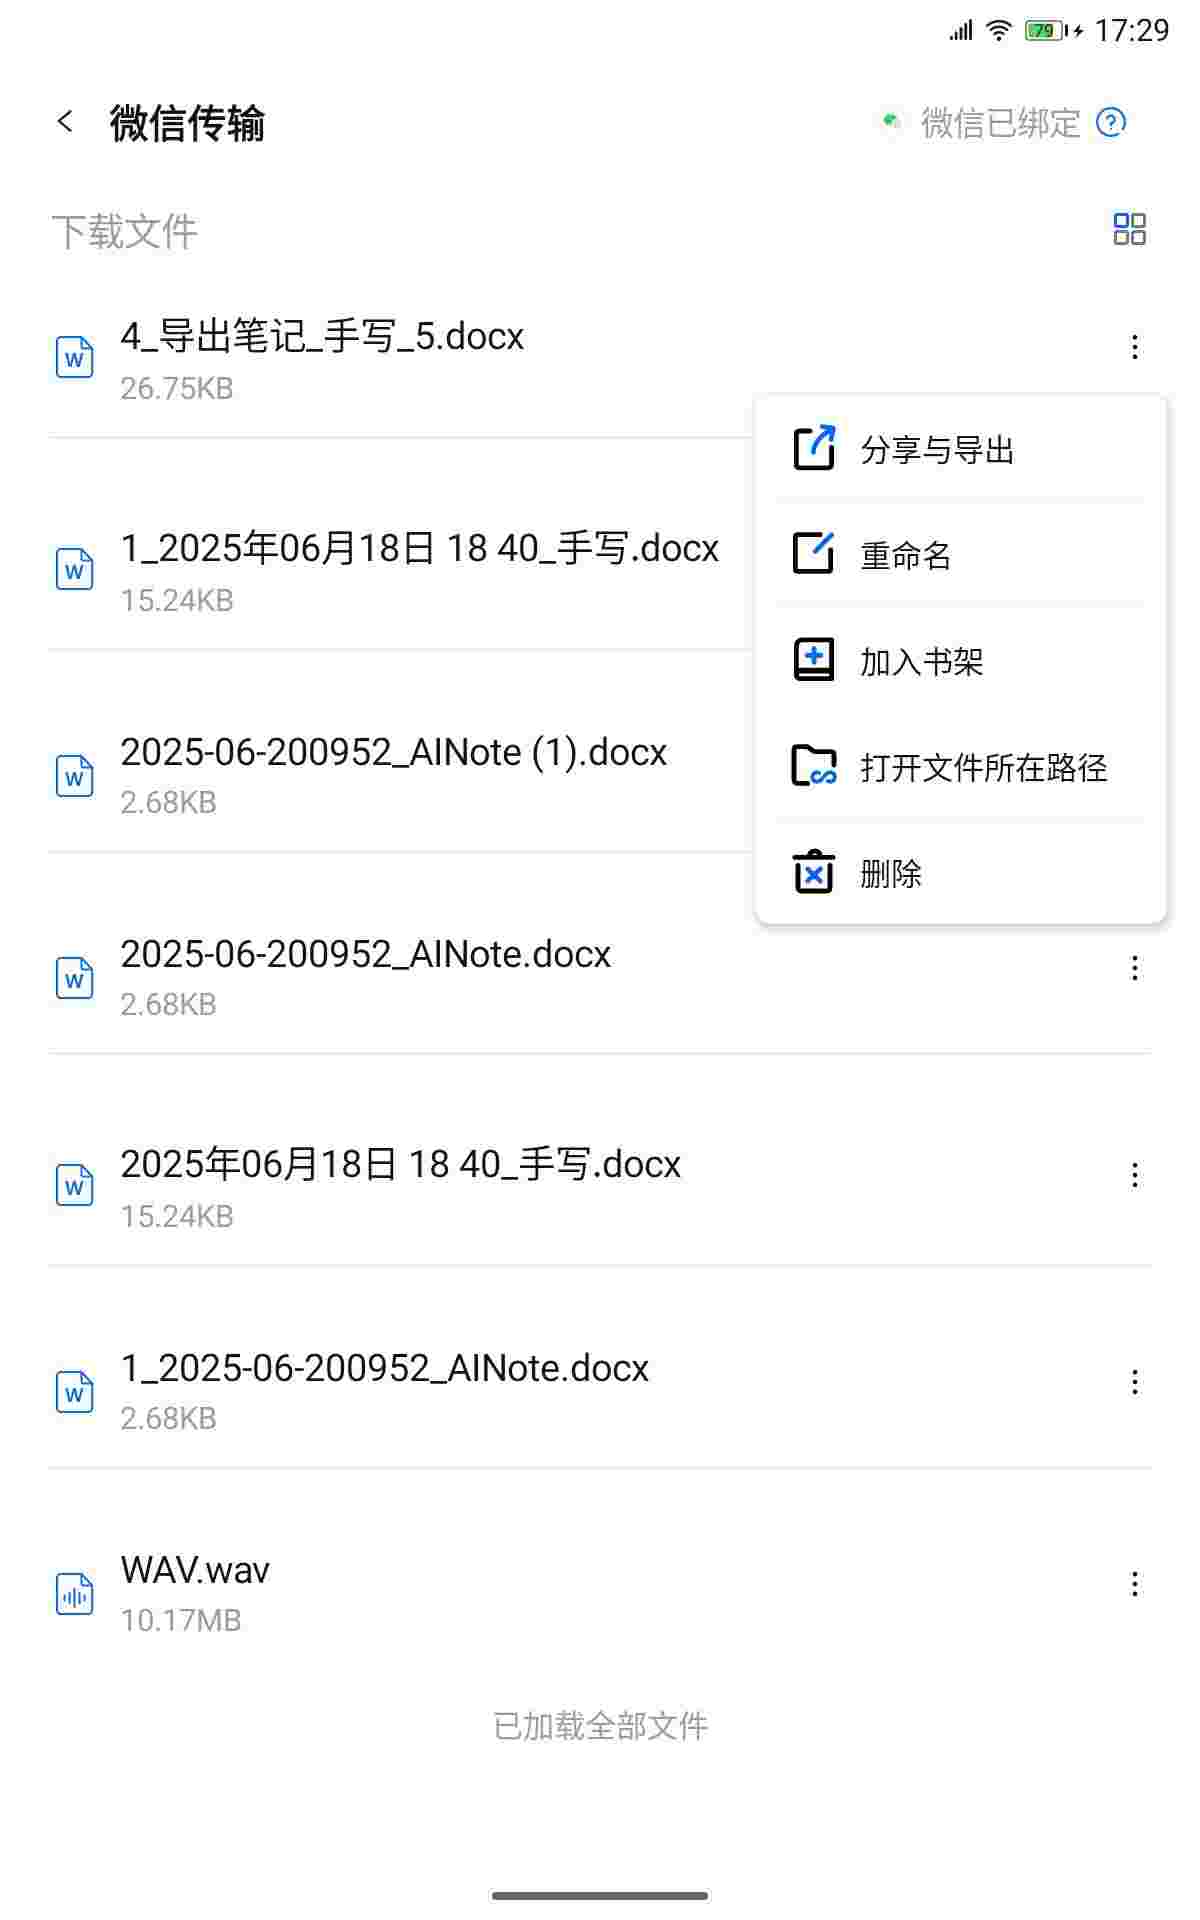 79 17:29
微信传输
微信已绑定
下载文件
4_导出笔记_手写_5.docx
26.75KB
分享与导出
重命名
加入书架
打开文件所在路径
删除
1_2025年06月18日 18 40_手写.docx
15.24KB
2025-06-200952_AINote (1).docx
2.68KB
2025-06-200952_AINote.docx
2.68KB
2025年06月18日 18 40_手写.docx
15.24KB
1_2025-06-200952_AINote.docx
2.68KB
WAV.wav
10.17MB
已加载全部文件